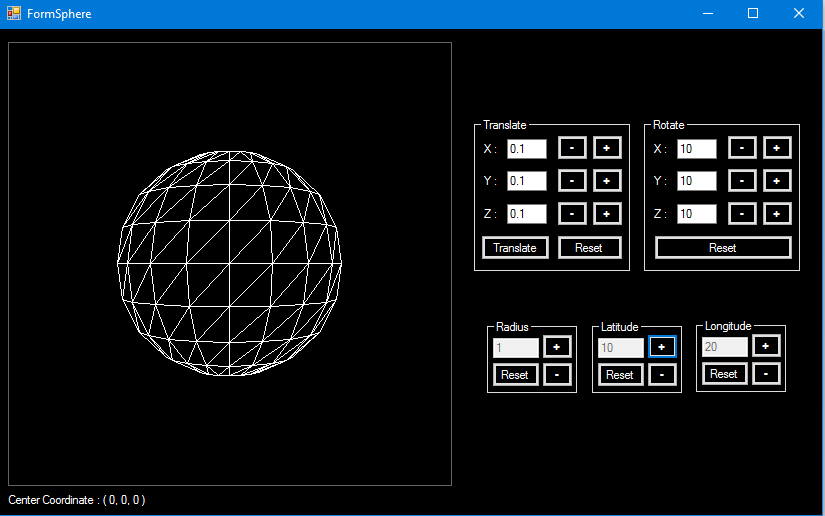 FormSphere
Translate
X : 0.1 - +
Y : 0.1 - +
Z : 0.1 - +
Translate Reset
Rotate
X : 10 - +
Y : 10 - +
Z : 10 - +
Reset
Radius
1 +
Reset -
Latitude
10 +
Reset -
Longitude
20 +
Reset -
Center Coordinate : ( 0, 0, 0 )